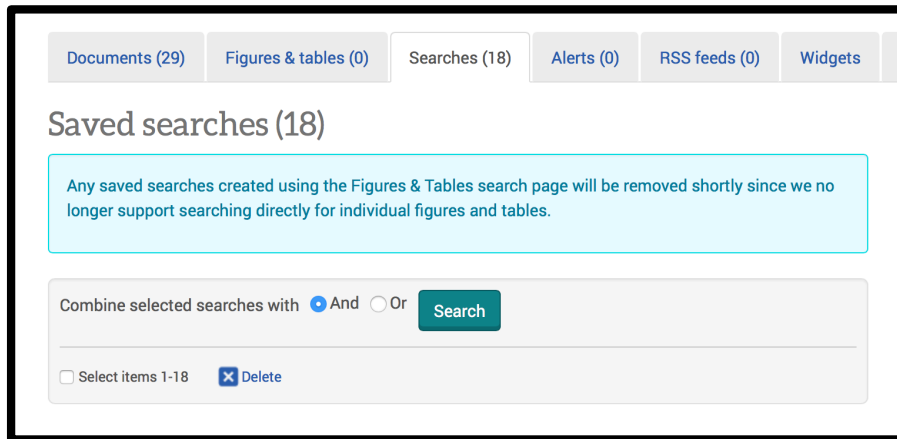 Documents (29) Figures & tables (0) Searches (18) Alerts (0) RSS feeds (0) Widgets
Saved searches (18)
Any saved searches created using the Figures & Tables search page will be removed shortly since we no
longer support searching directly for individual figures and tables.
Combine selected searches with And Or Search
Select items 1-18 Delete